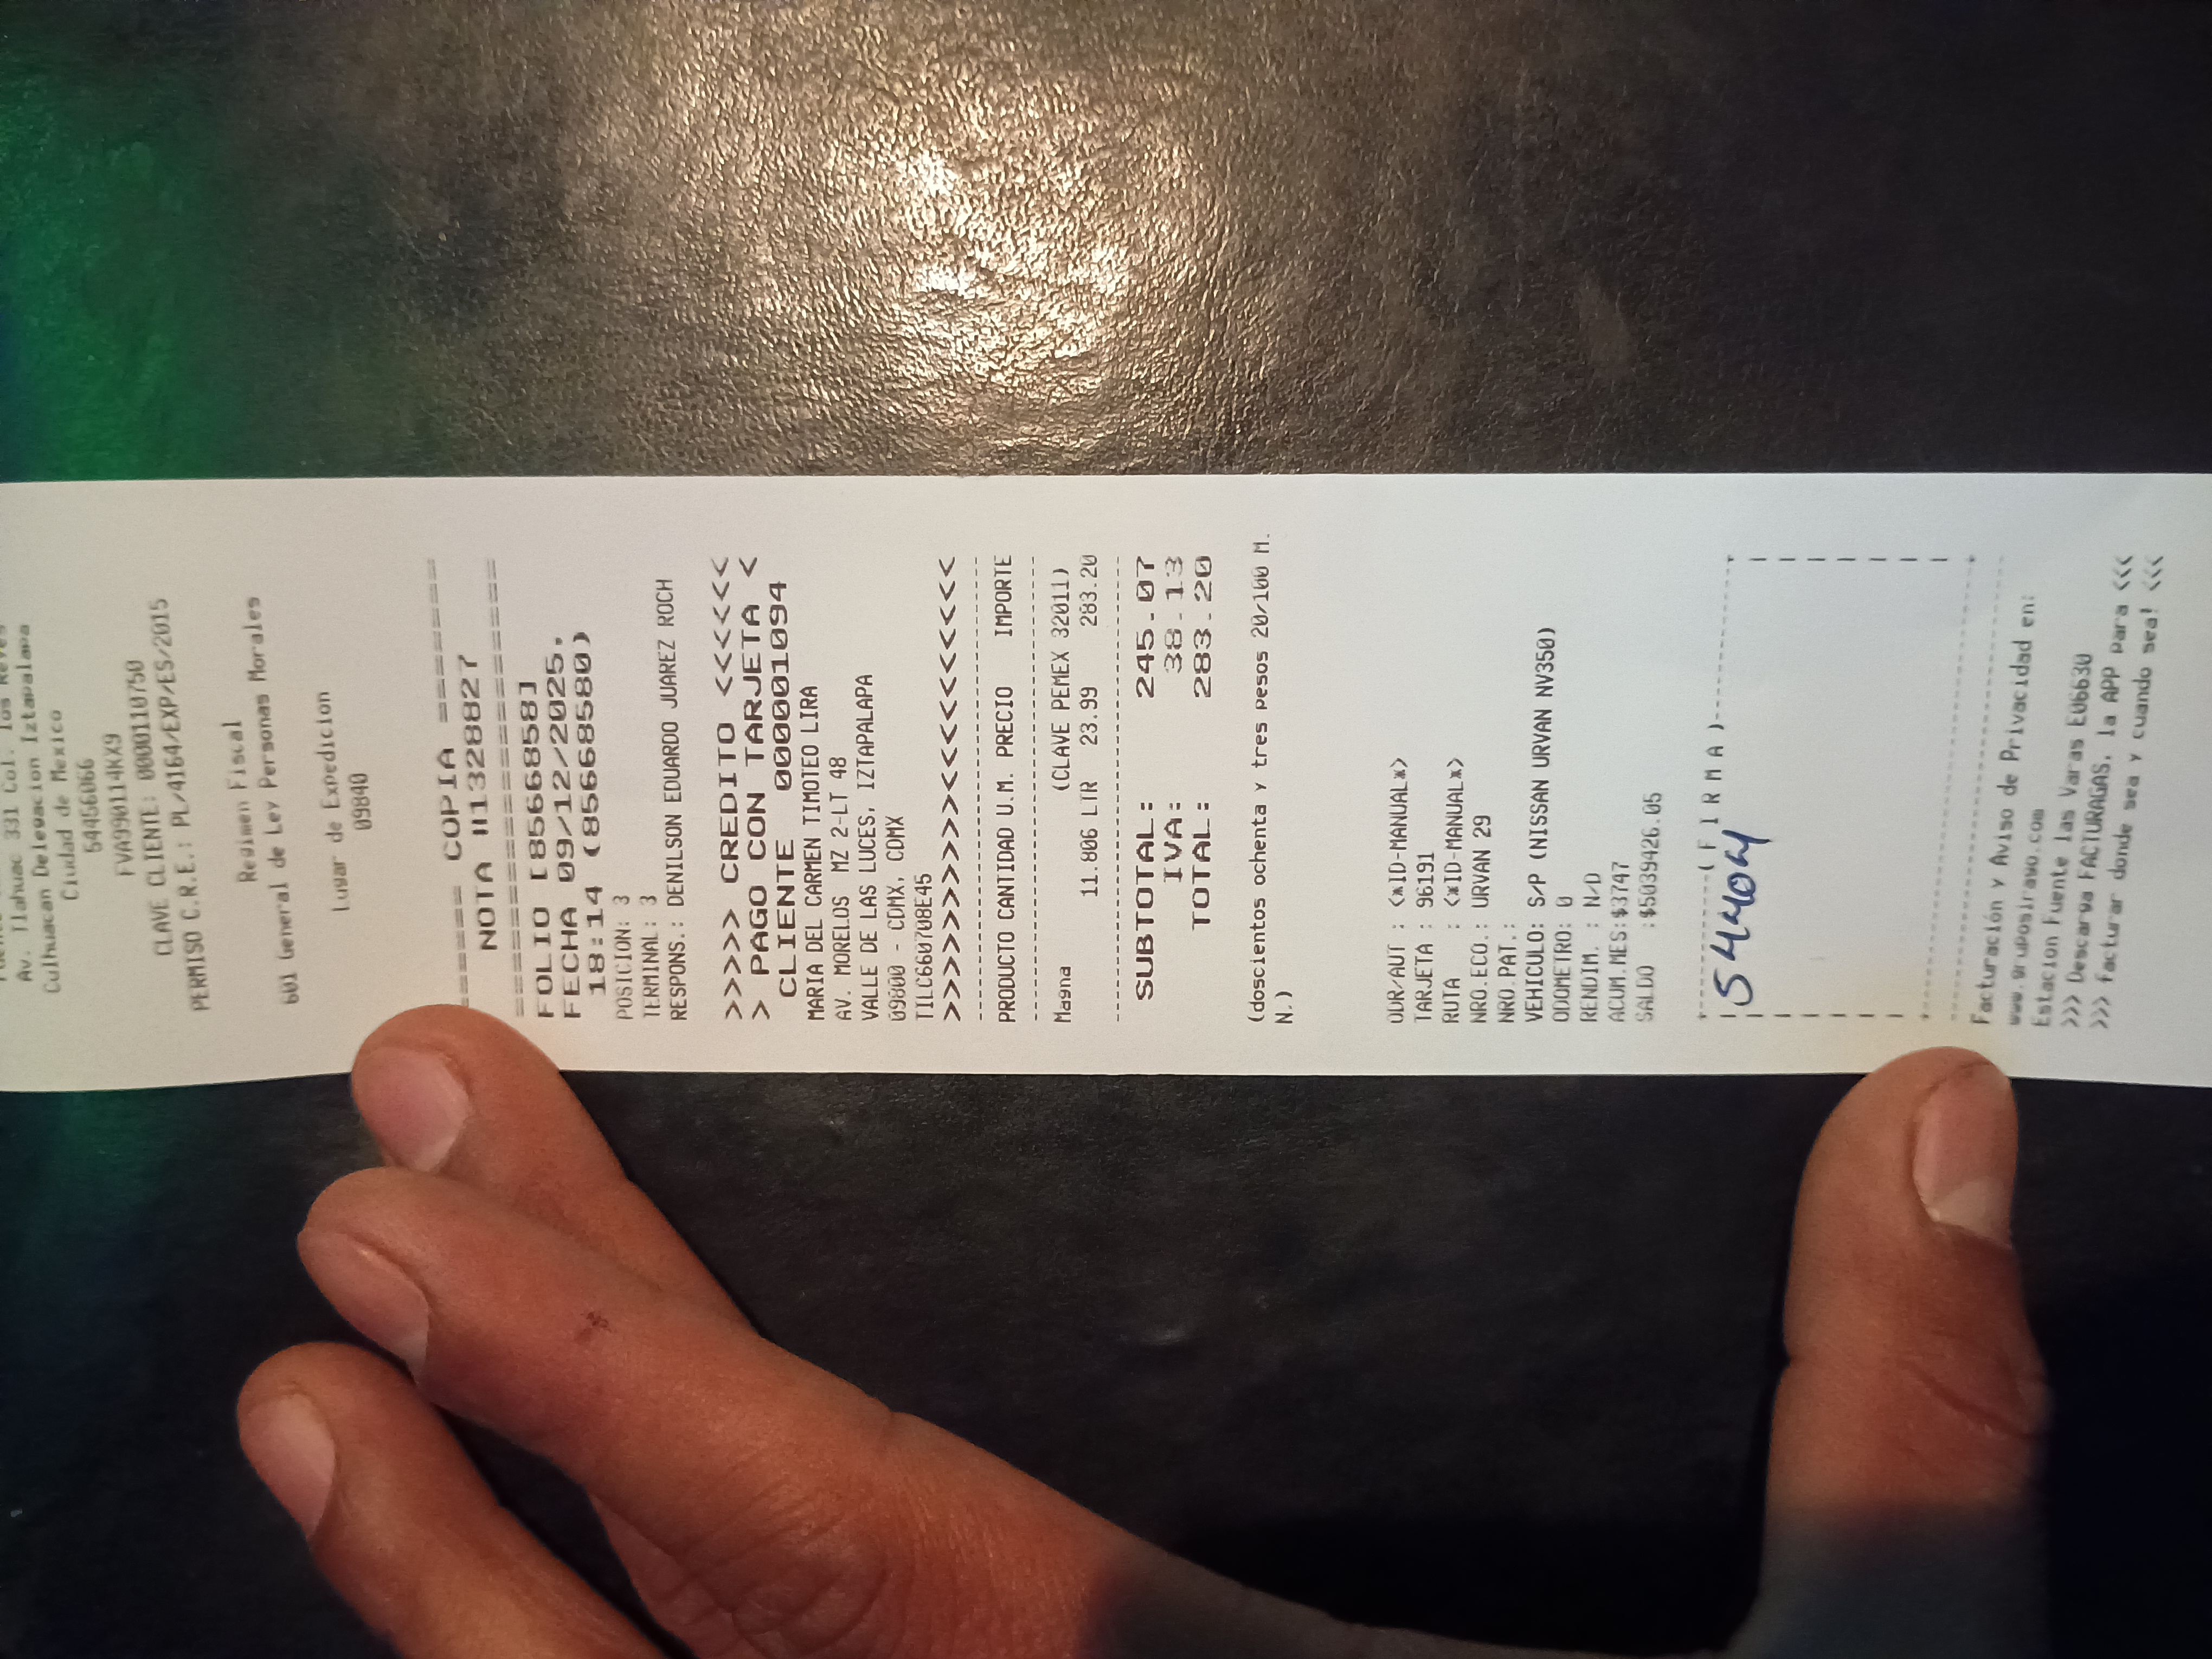 Av. Tlahuac 331 Col. los Reyes
Culhuacan Delegacion Iztapalapa
Ciudad de Mexico
54456066
FVA990114KX9
CLAVE CLIENTE: 0000110750
PERMISO C.R.E.: PL/4164/EXP/ES/2015
Regimen Fiscal
601 General de Ley Personas Morales
Lugar de Expedicion
09840
====== COPIA ======
NOTA #113288827
===================
FOLIO [8566858]
FECHA 09/12/2025,
18:14 (856685580)
POSICION: 3
TERMINAL: 3
RESPONS.: DENILSON EDUARDO JUAREZ ROCH
>>>>> CREDITO <<<<<<
> PAGO CON TARJETA <
CLIENTE 0000001094
MARIA DEL CARMEN TIMOTEO LIRA
AV. MORELOS MZ 2-LT 48
VALLE DE LAS LUCES, IZTAPALAPA
09800 - CDMX, CDMX
TILC660708E45
>>>>>>>>>><<<<<<<<<<
PRODUCTO CANTIDAD U.M. PRECIO IMPORTE
Magna (CLAVE PEMEX 32011)
11.806 LTR 23.99 283.20
SUBTOTAL: 245.07
IVA: 38.13
TOTAL: 283.20
(doscientos ochenta y tres pesos 20/100 M.
N.)
ODR/AUT : <*ID-MANUAL*>
TARJETA : 96191
RUTA : <*ID-MANUAL*>
NRO.ECO.: URVAN 29
NRO.PAT.:
VEHICULO: S/P (NISSAN URVAN NV350)
ODOMETRO: 0
RENDIM. : N/D
ACUM.MES:$3747
SALDO :$5039426.05
(F I R M A)
54404
Facturación y Aviso de Privacidad en:
www.gruposirayo.com
Estacion Fuente las Varas E06630
>>> Descarga FACTURAGAS, la APP para <<<
>>> facturar donde sea y cuando sea! <<<